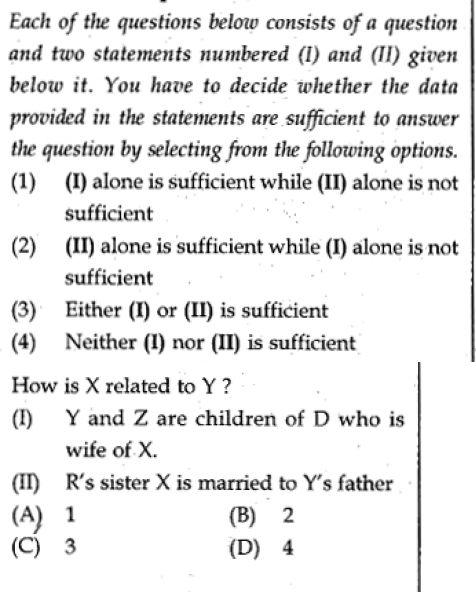 Each of the questions below consists of a question
and two statements numbered (I) and (II) given
below it. You have to decide whether the data
provided in the statements are sufficient to answer
the question by selecting from the following options.
(1) (I) alone is sufficient while (II) alone is not
sufficient
(2) (II) alone is sufficient while (I) alone is not
sufficient
(3) Either (I) or (II) is sufficient
(4) Neither (I) nor (II) is sufficient
How is X related to Y ?
(I) Y and Z are children of D who is
wife of X.
(II) R's sister X is married to Y's father
(A) 1 (B) 2
(C) 3 (D) 4